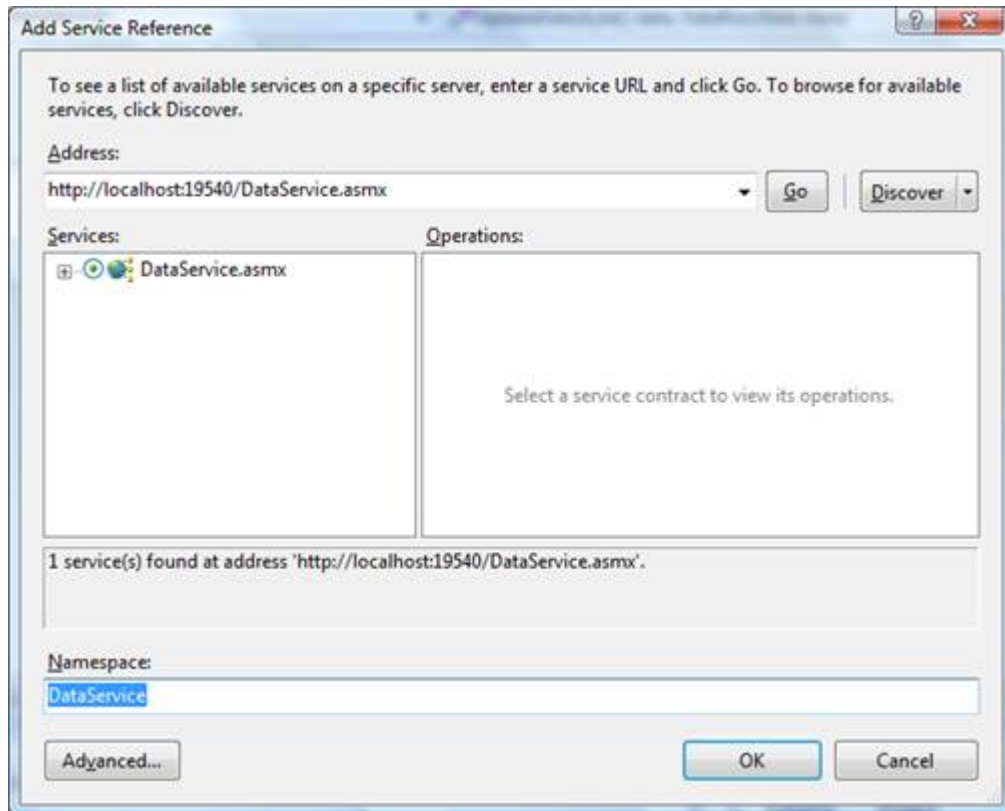 Add Service Reference
To see a list of available services on a specific server, enter a service URL and click Go. To browse for available
services, click Discover.
Address:
http://localhost:19540/DataService.asmx
Go
Discover
Services:
Operations:
DataService.asmx
Select a service contract to view its operations.
1 service(s) found at address 'http://localhost:19540/DataService.asmx'.
Namespace:
DataService
Advanced...
OK
Cancel